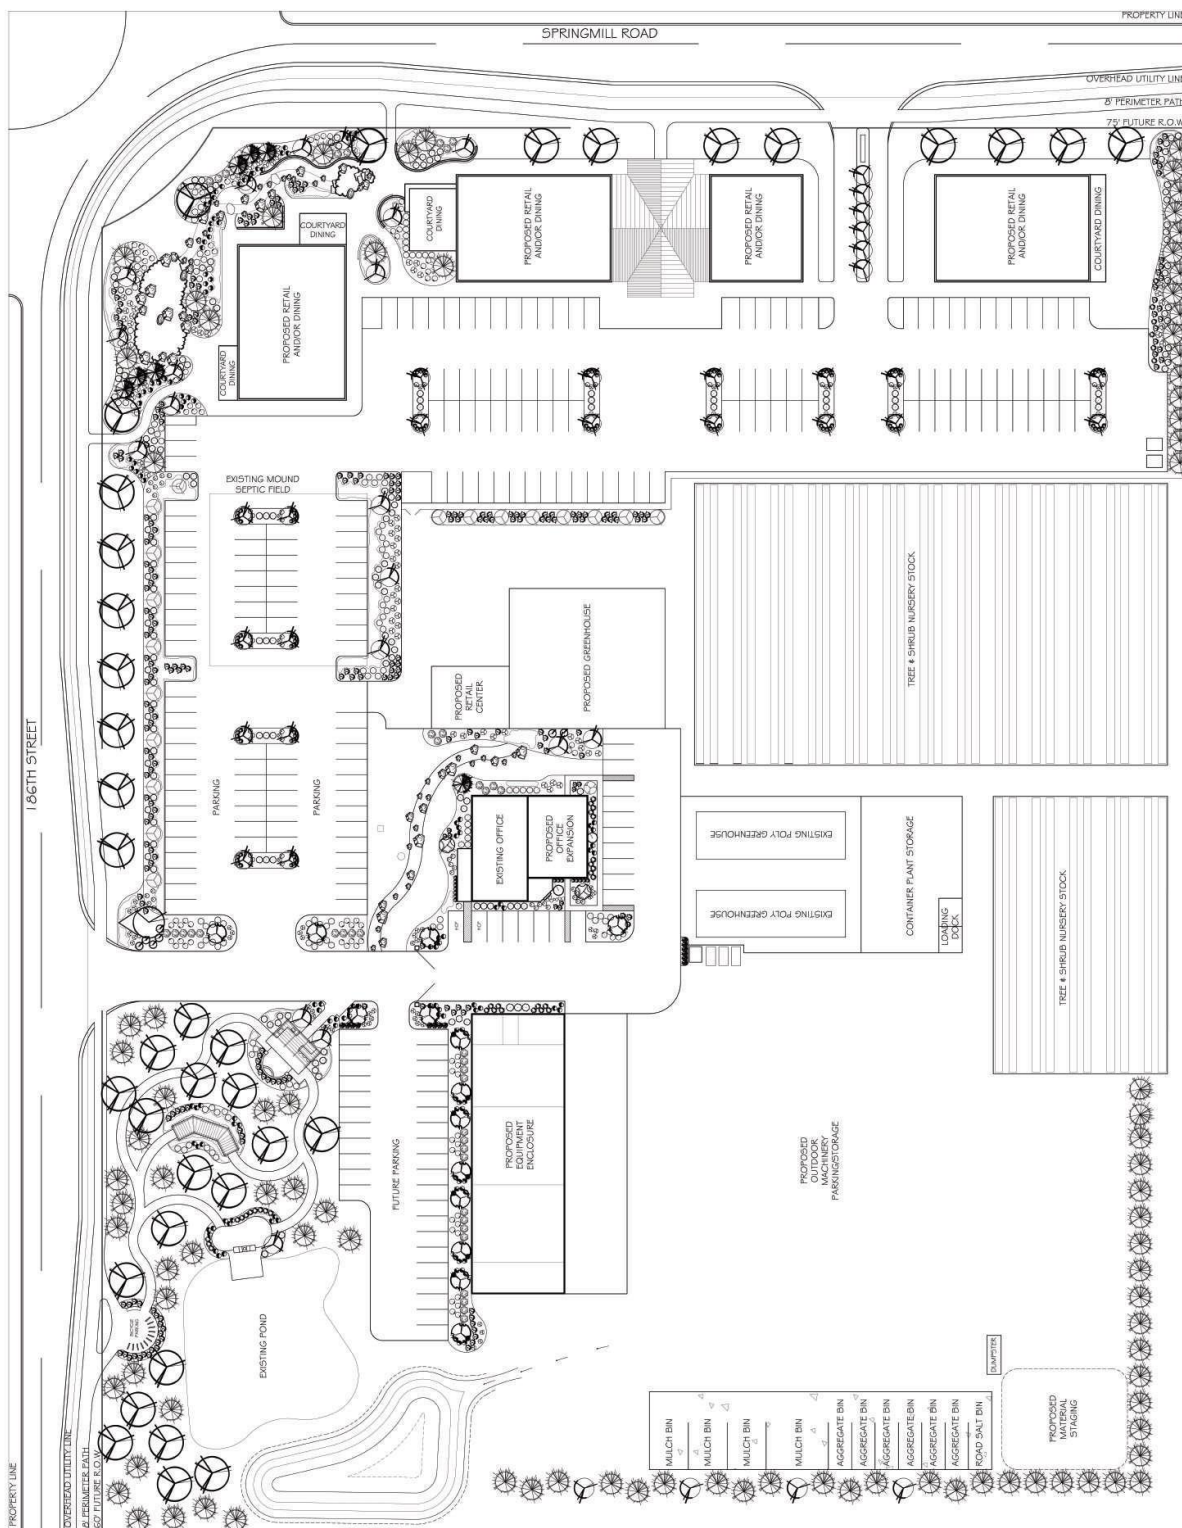 PROPERTY LINE
SPRINGMILL ROAD
OVERHEAD UTILITY LINE
8' PERIMETER PATH
75' FUTURE R.O.W.
COURTYARD
DINING
COURTYARD
DINING
PROPOSED RETAIL
AND/OR DINING
PROPOSED RETAIL
AND/OR DINING
PROPOSED RETAIL
AND/OR DINING
COURTYARD DINING
PROPOSED RETAIL
AND/OR DINING
COURTYARD
DINING
EXISTING MOUND
SEPTIC FIELD
TREE & SHRUB NURSERY STOCK
PROPOSED GREENHOUSE
PROPOSED
RETAIL
CENTER
186TH STREET
PARKING
PARKING
EXISTING OFFICE
PROPOSED
OFFICE
EXPANSION
EXISTING POLY GREENHOUSE
EXISTING POLY GREENHOUSE
CONTAINER PLANT STORAGE
LOADING
DOCK
TREE & SHRUB NURSERY STOCK
FUTURE PARKING
PROPOSED
EQUIPMENT
ENCLOSURE
PROPOSED
OUTDOOR
MACHINERY
PARKING/STORAGE
BICYCLE
PARKING
EXISTING POND
DUMPSTER
PROPOSED
MATERIAL
STAGING
MULCH BIN
MULCH BIN
MULCH BIN
MULCH BIN
AGGREGATE BIN
AGGREGATE BIN
AGGREGATE BIN
AGGREGATE BIN
AGGREGATE BIN
AGGREGATE BIN
ROAD SALT BIN
PROPERTY LINE
OVERHEAD UTILITY LINE
8' PERIMETER PATH
60' FUTURE R.O.W.